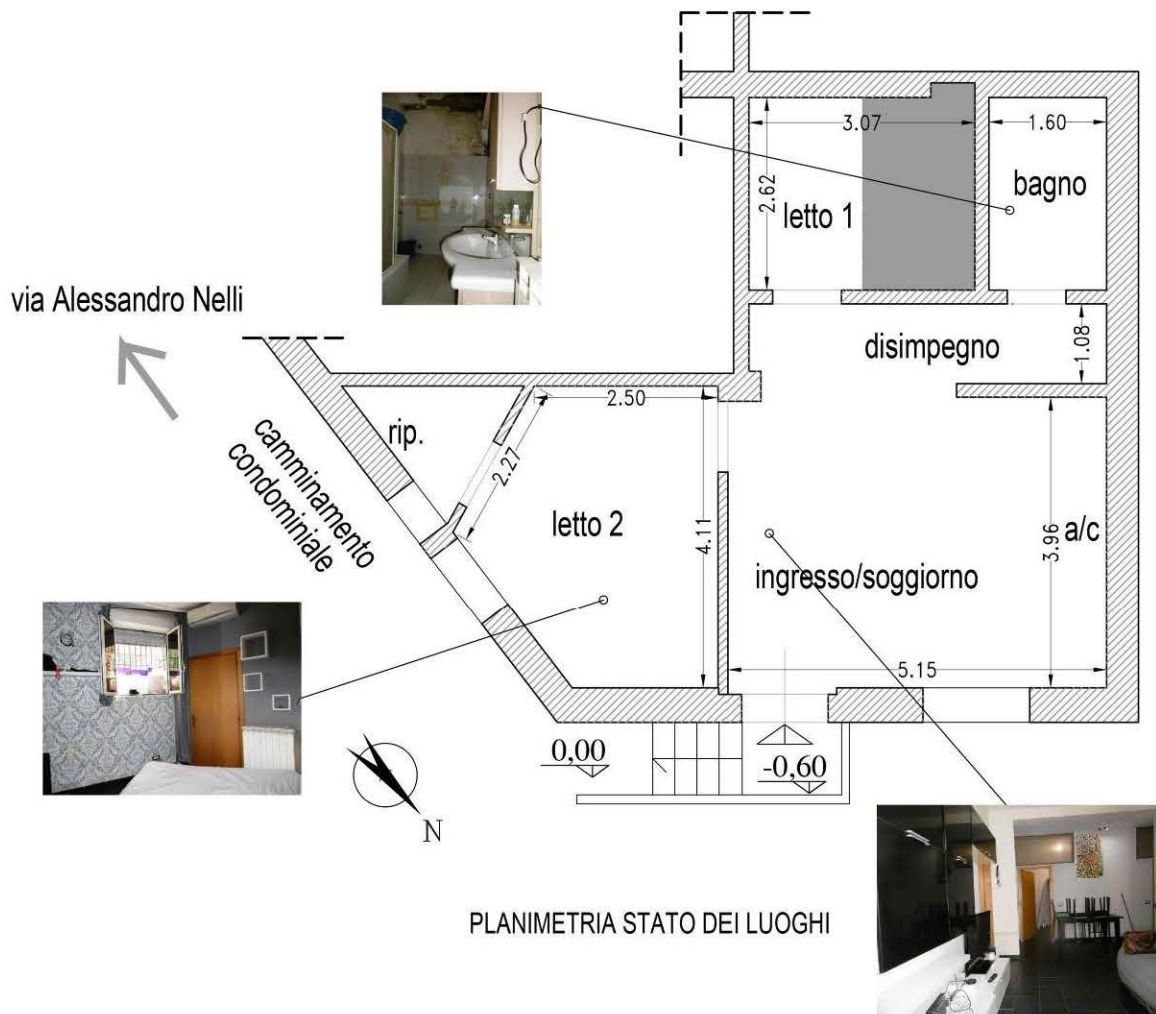 3.07
1.60
2.62
letto 1
bagno
via Alessandro Nelli
disimpegno
1.08
2.50
rip.
camminamento
condominiale
2.27
letto 2
4.11
3.96
a/c
ingresso/soggiorno
5.15
0,00
-0,60
N
PLANIMETRIA STATO DEI LUOGHI